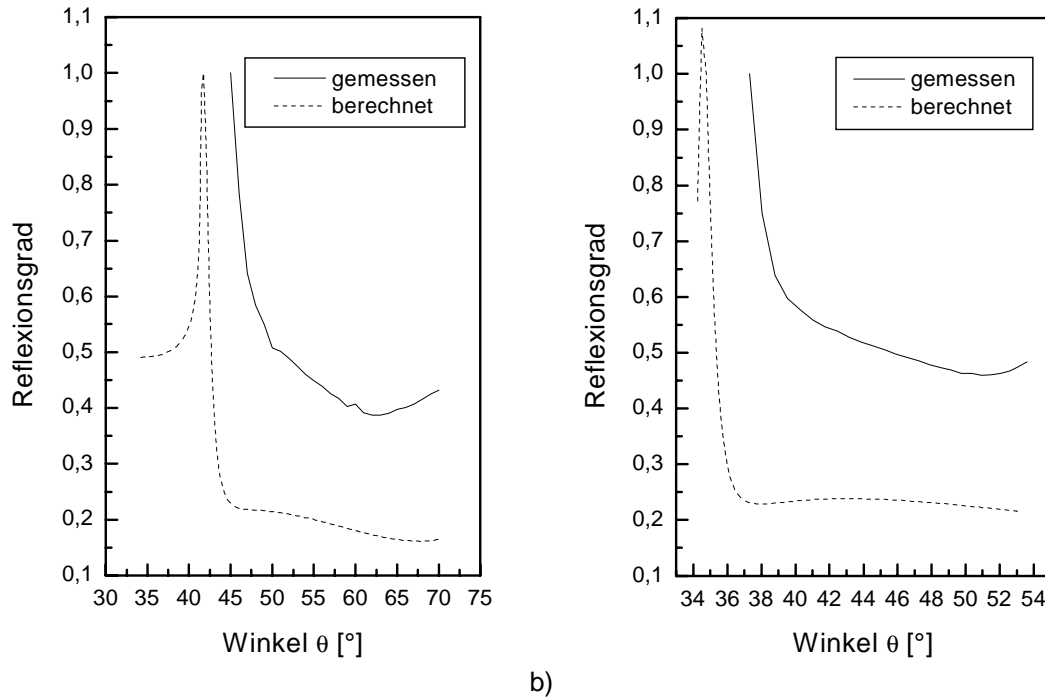 1,1
1,0
0,9
0,8
0,7
0,6
0,5
0,4
0,3
0,2
0,1
30 35 40 45 50 55 60 65 70 75
Reflexionsgrad
Winkel θ [°]
gemessen
berechnet
1,1
1,0
0,9
0,8
0,7
0,6
0,5
0,4
0,3
0,2
0,1
34 36 38 40 42 44 46 48 50 52 54
Reflexionsgrad
Winkel θ [°]
gemessen
berechnet
b)